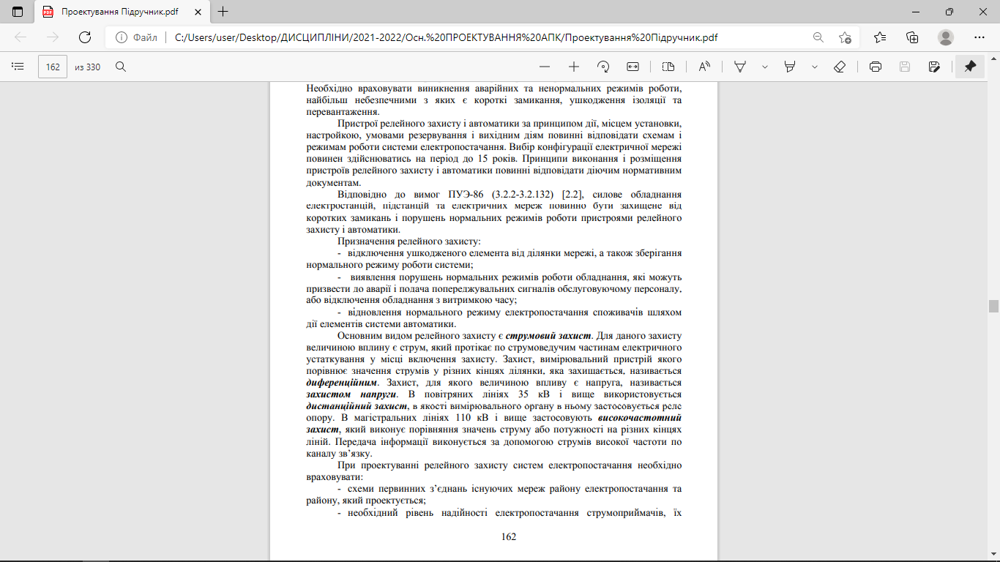 Проектування Підручник.pdf
Файл
C:/Users/user/Desktop/ДИСЦИПЛІНИ/2021-2022/Осн.%20ПРОЕКТУВАННЯ%20АПК/Проектування%20Підручник.pdf
162 из 330
Необхідно враховувати виникнення аварійних та ненормальних режимів роботи,
найбільш небезпечними з яких є короткі замикання, ушкодження ізоляції та
перевантаження.
Пристрої релейного захисту і автоматики за принципом дії, місцем установки,
настройкою, умовами резервування і вихідним діям повинні відповідати схемам і
режимам роботи системи електропостачання. Вибір конфігурації електричної мережі
повинен здійснюватись на період до 15 років. Принципи виконання і розміщення
пристроїв релейного захисту і автоматики повинні відповідати діючим нормативним
документам.
Відповідно до вимог ПУЭ-86 (3.2.2-3.2.132) [2.2], силове обладнання
електростанцій, підстанцій та електричних мереж повинно бути захищене від
коротких замикань і порушень нормальних режимів роботи пристроями релейного
захисту і автоматики.
Призначення релейного захисту:
- відключення ушкодженого елемента від ділянки мережі, а також зберігання
нормального режиму роботи системи;
- виявлення порушень нормальних режимів роботи обладнання, які можуть
призвести до аварії і подача попереджувальних сигналів обслуговуючому персоналу,
або відключення обладнання з витримкою часу;
- відновлення нормального режиму електропостачання споживачів шляхом
дії елементів системи автоматики.
Основним видом релейного захисту є струмовий захист. Для даного захисту
величиною впливу є струм, який протікає по струмоведучим частинам електричного
устаткування у місці включення захисту. Захист, вимірювальний пристрій якого
порівнює значення струмів у різних кінцях ділянки, яка захищається, називається
диференційним. Захист, для якого величиною впливу є напруга, називається
захистом напруги. В повітряних лініях 35 кВ і вище використовується
дистанційний захист, в якості вимірювального органу в ньому застосовується реле
опору. В магістральних лініях 110 кВ і вище застосовують високочастотний
захист, який виконує порівняння значень струму або потужності на різних кінцях
ліній. Передача інформації виконується за допомогою струмів високої частоти по
каналу зв’язку.
При проектуванні релейного захисту систем електропостачання необхідно
враховувати:
- схеми первинних з’єднань існуючих мереж району електропостачання та
району, який проектується;
- необхідний рівень надійності електропостачання струмоприймачів, їх
162